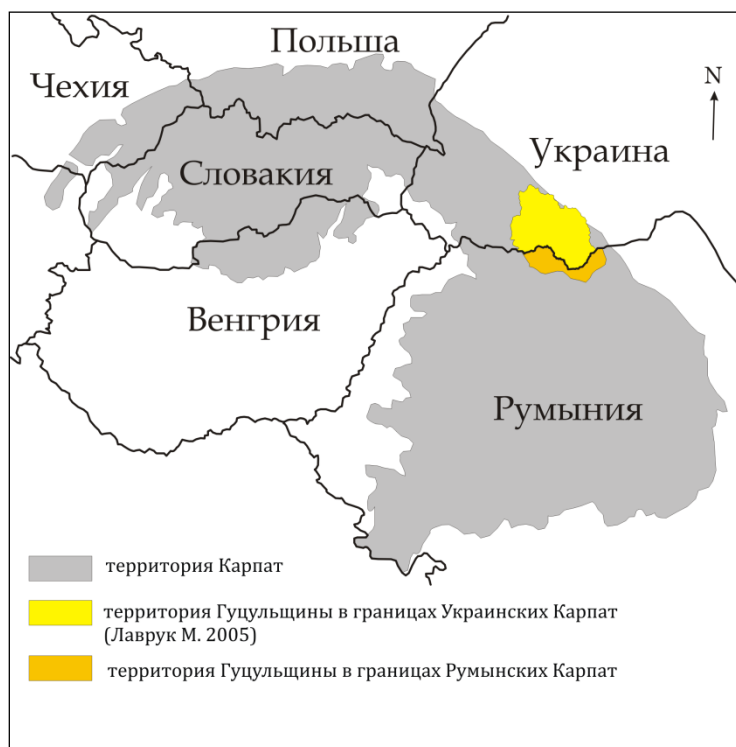 Польша
Чехия
N
Украина
Словакия
Венгрия
Румыния
территория Карпат
территория Гуцульщины в границах Украинских Карпат
(Лаврук М. 2005)
территория Гуцульщины в границах Румынских Карпат